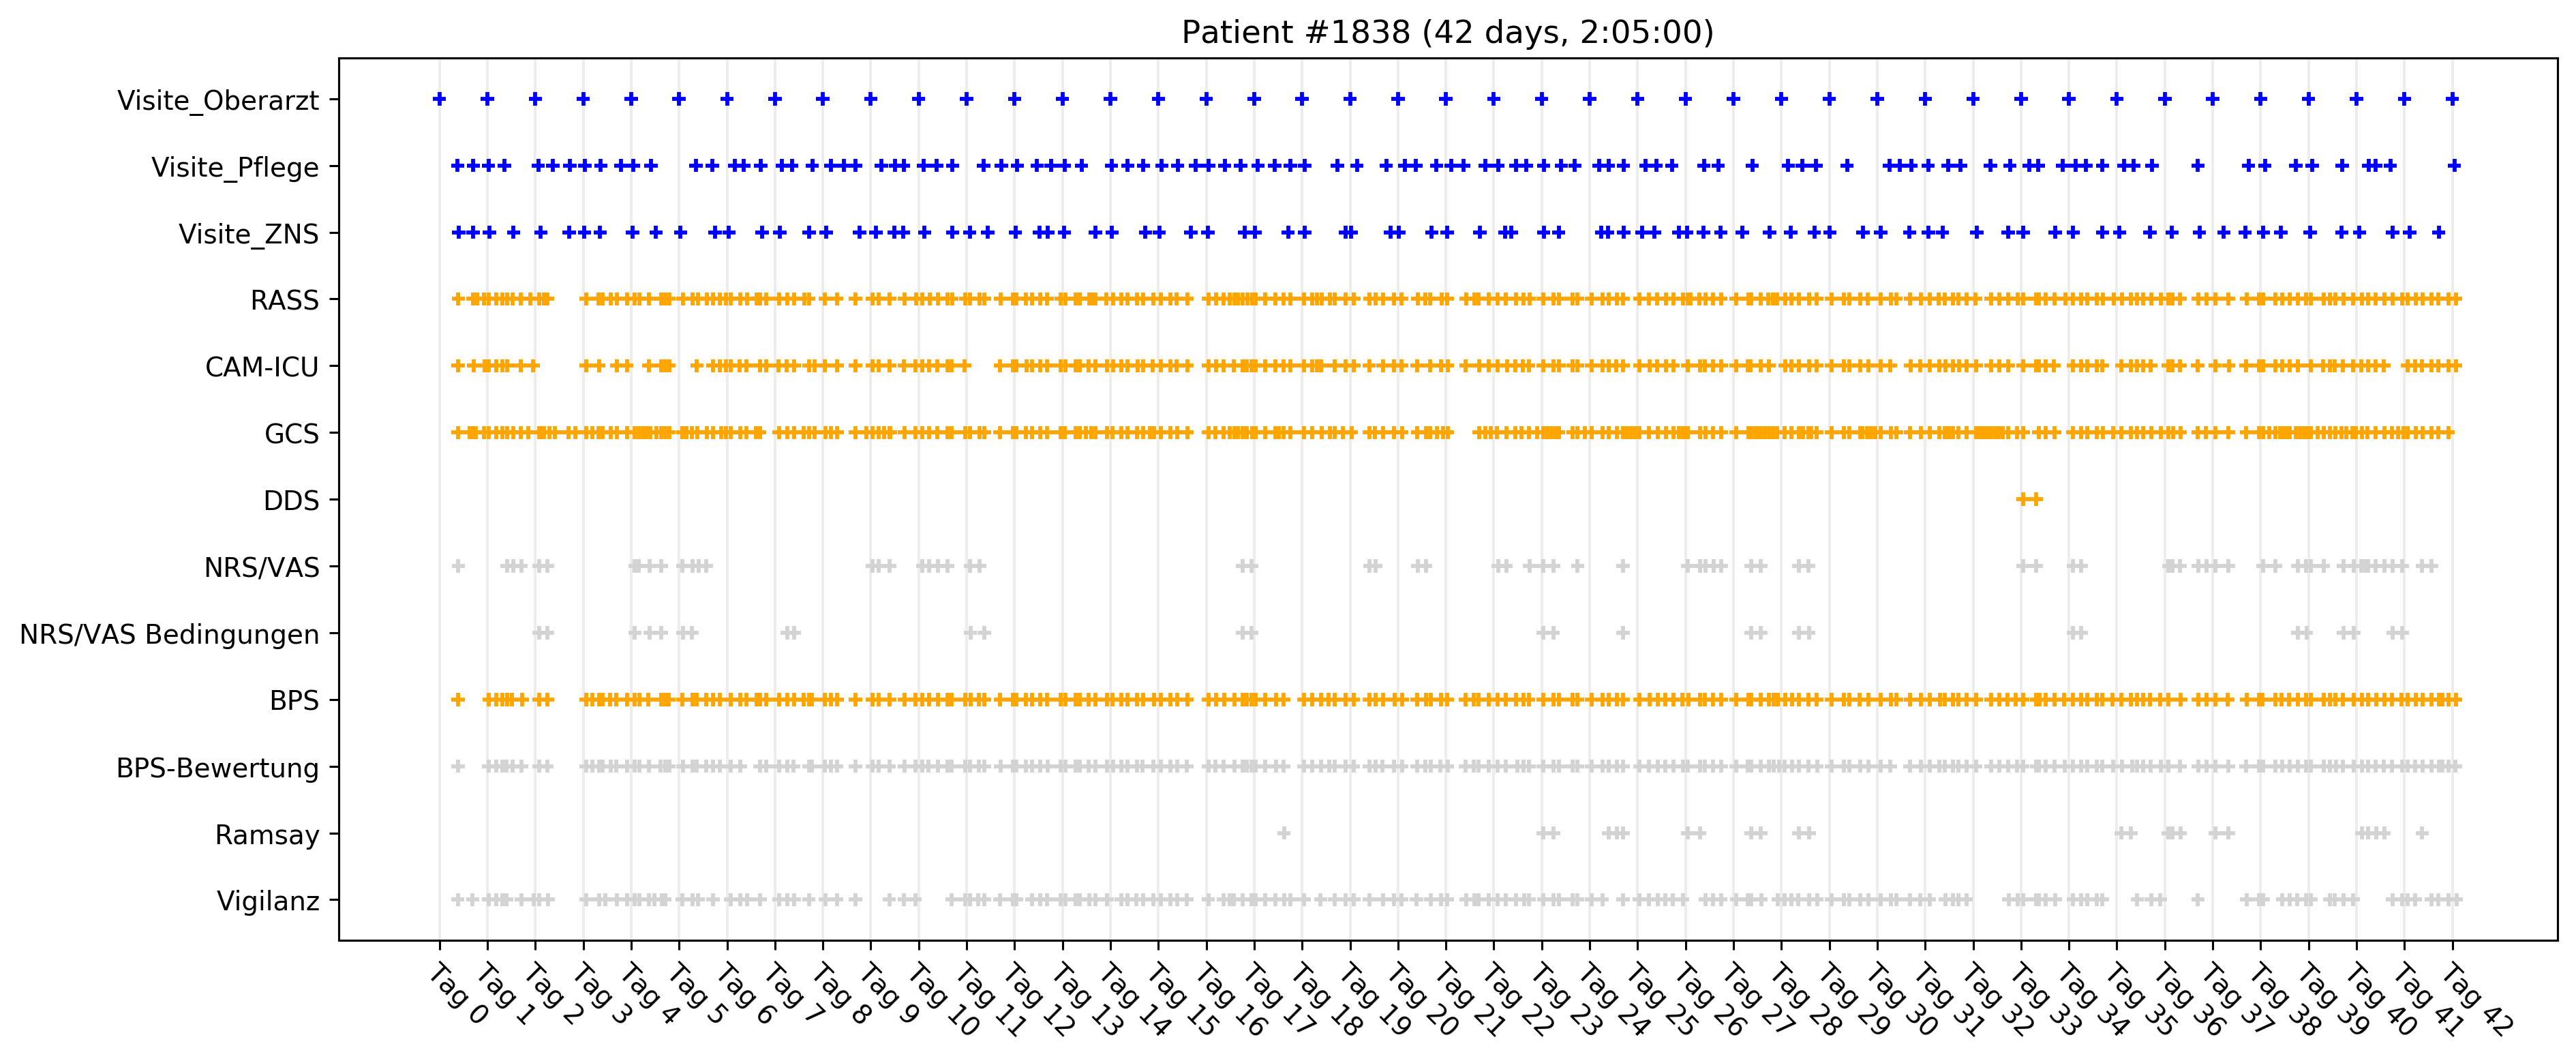 Patient #1838 (42 days, 2:05:00)
Visite_Oberarzt
Visite_Pflege
Visite_ZNS
RASS
CAM-ICU
GCS
DDS
NRS/VAS
NRS/VAS Bedingungen
BPS
BPS-Bewertung
Ramsay
Vigilanz
Tag 0
Tag 1
Tag 2
Tag 3
Tag 4
Tag 5
Tag 6
Tag 7
Tag 8
Tag 9
Tag 10
Tag 11
Tag 12
Tag 13
Tag 14
Tag 15
Tag 16
Tag 17
Tag 18
Tag 19
Tag 20
Tag 21
Tag 22
Tag 23
Tag 24
Tag 25
Tag 26
Tag 27
Tag 28
Tag 29
Tag 30
Tag 31
Tag 32
Tag 33
Tag 34
Tag 35
Tag 36
Tag 37
Tag 38
Tag 39
Tag 40
Tag 41
Tag 42